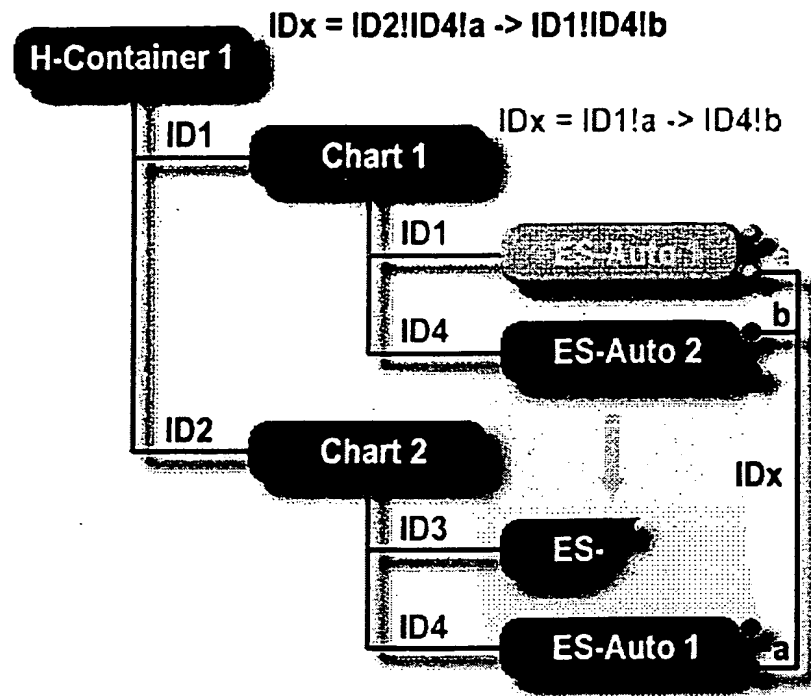 IDx = ID2!ID4!a -> ID1!ID4!b
H-Container 1
IDx = ID1!a -> ID4!b
ID1
Chart 1
ID1
ES-Auto 1
a
b
ID4
ES-Auto 2
ID2
Chart 2
IDx
ID3
ES-
ID4
ES-Auto 1
a